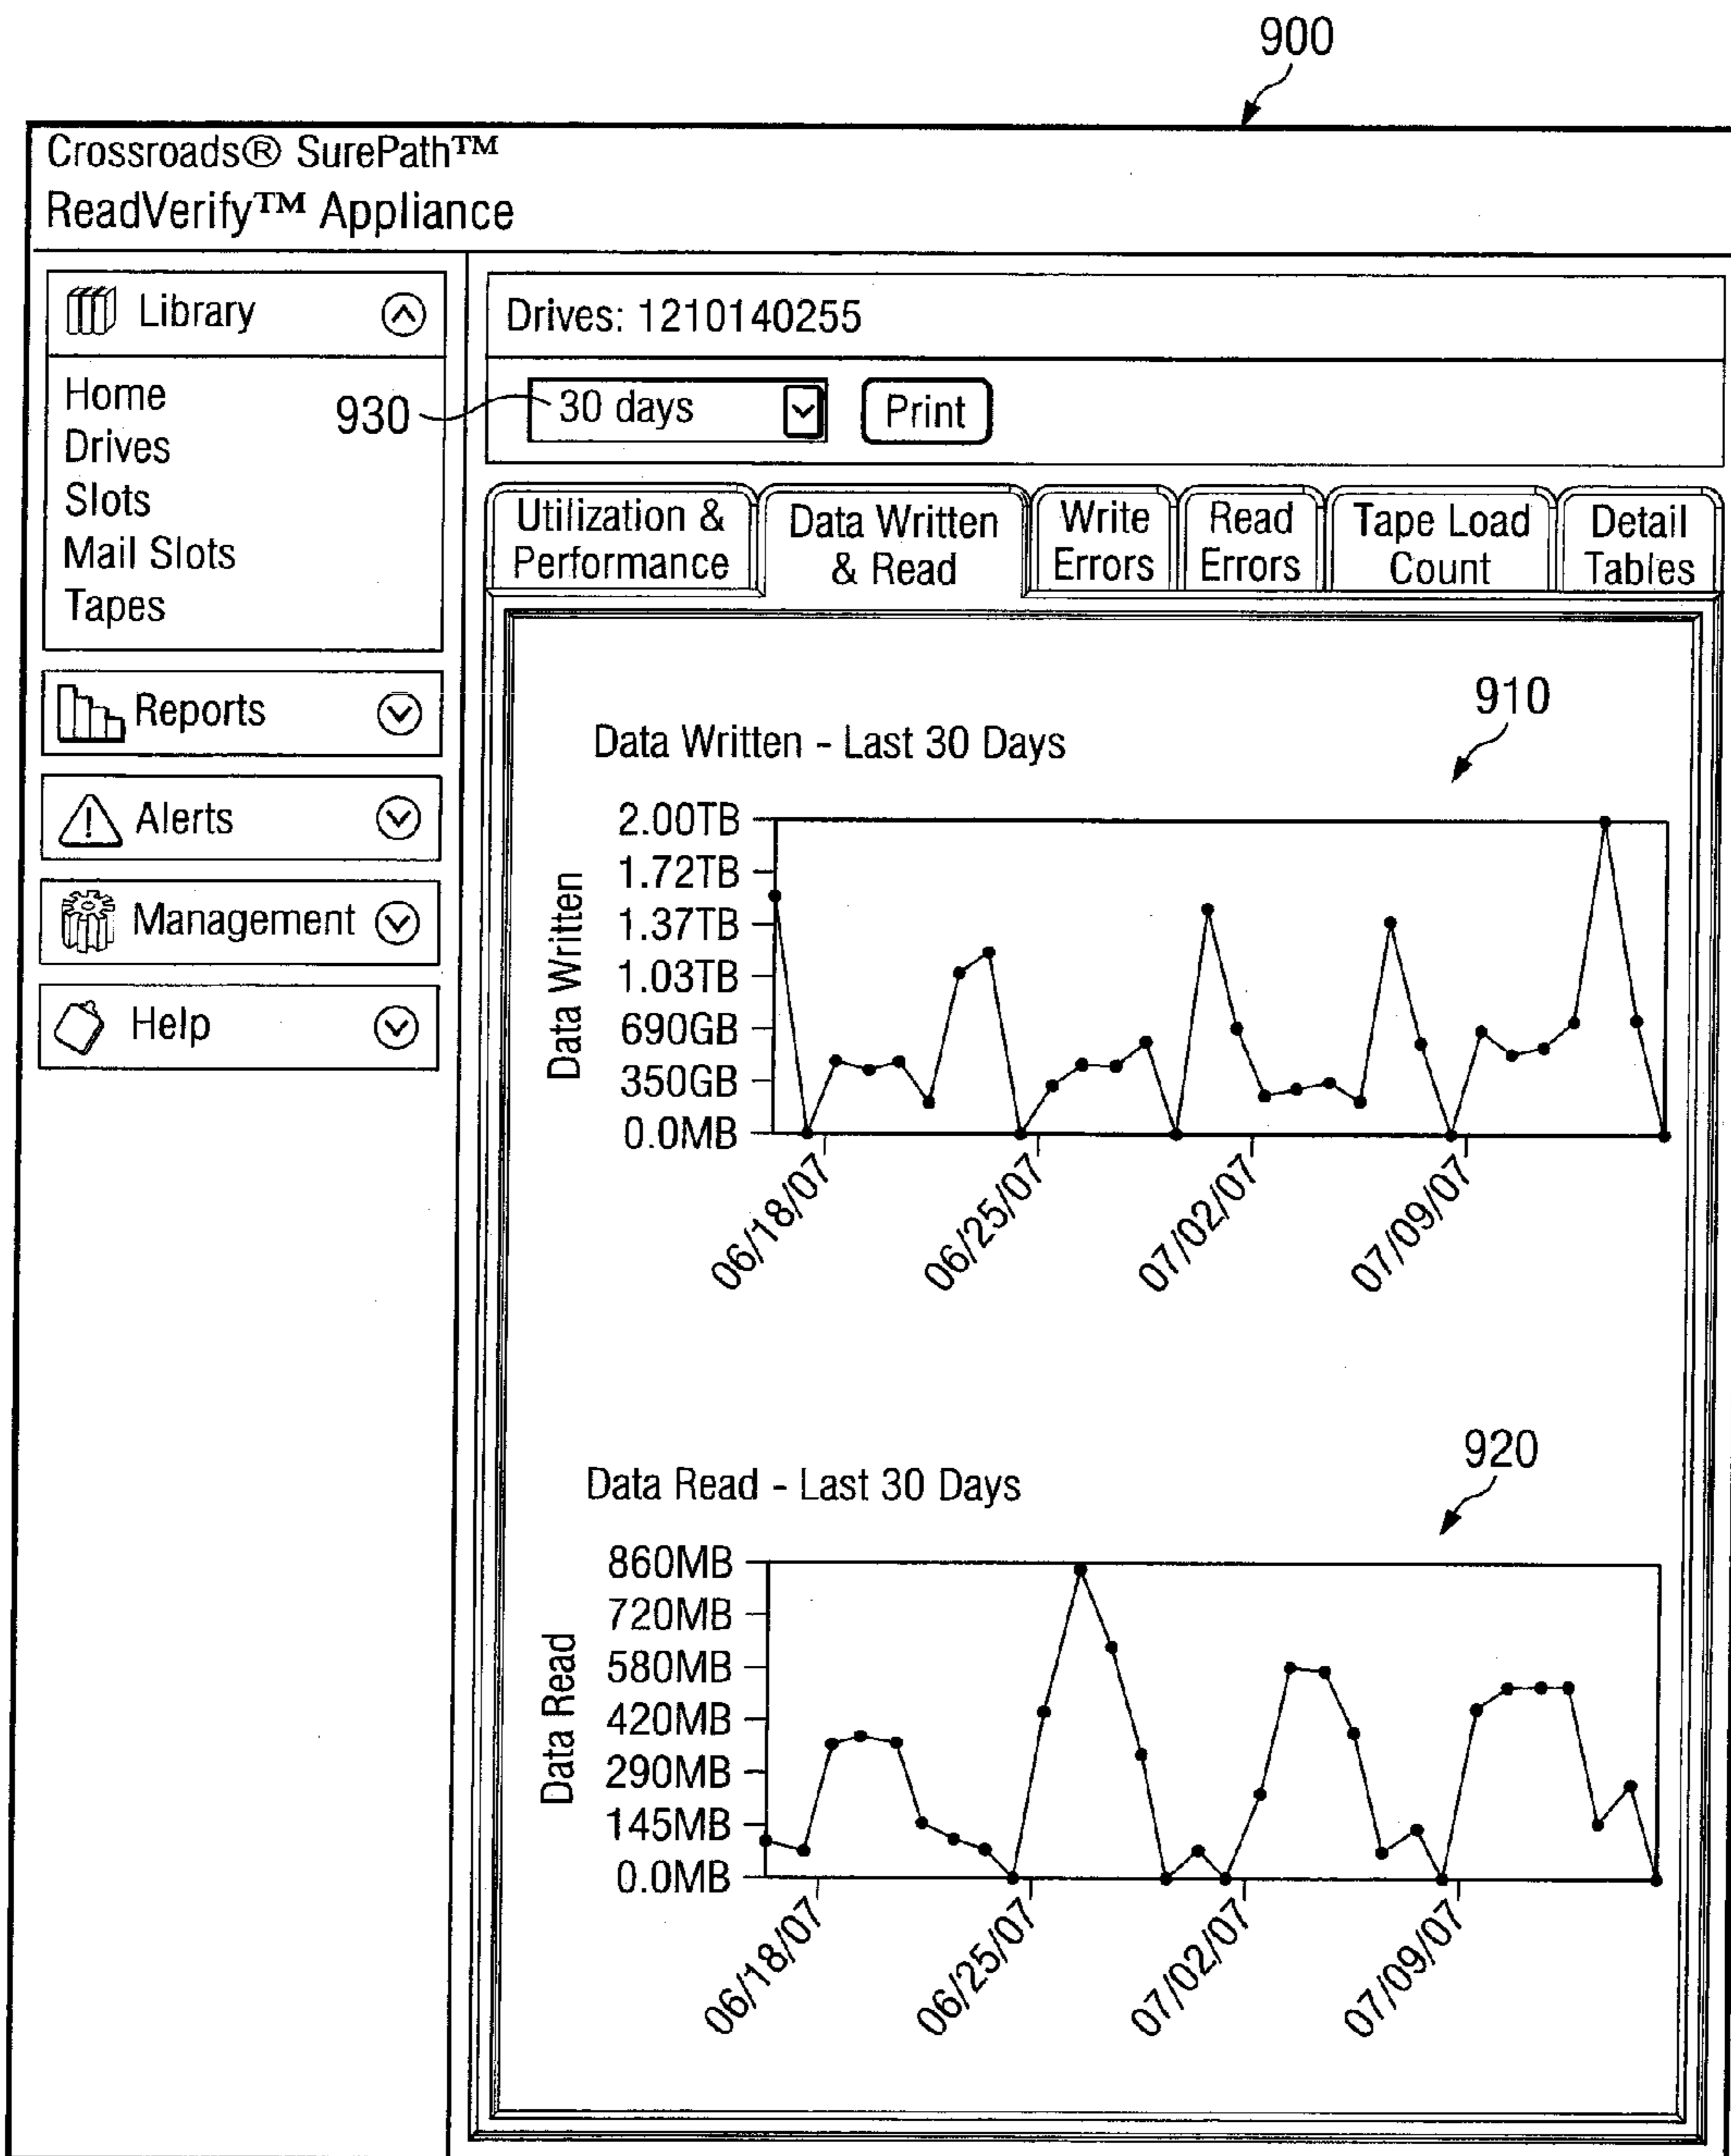 900
Crossroads® SurePath™
ReadVerify™ Appliance
Library
Home
Drives
Slots
Mail Slots
Tapes
Reports
Alerts
Management
Help
Drives: 1210140255
930
30 days
Print
Utilization &
Performance
Data Written
& Read
Write
Errors
Read
Errors
Tape Load
Count
Detail
Tables
910
Data Written - Last 30 Days
Data Written
2.00TB
1.72TB
1.37TB
1.03TB
690GB
350GB
0.0MB
06/18/07
06/25/07
07/02/07
07/09/07
920
Data Read - Last 30 Days
Data Read
860MB
720MB
580MB
420MB
290MB
145MB
0.0MB
06/18/07
06/25/07
07/02/07
07/09/07